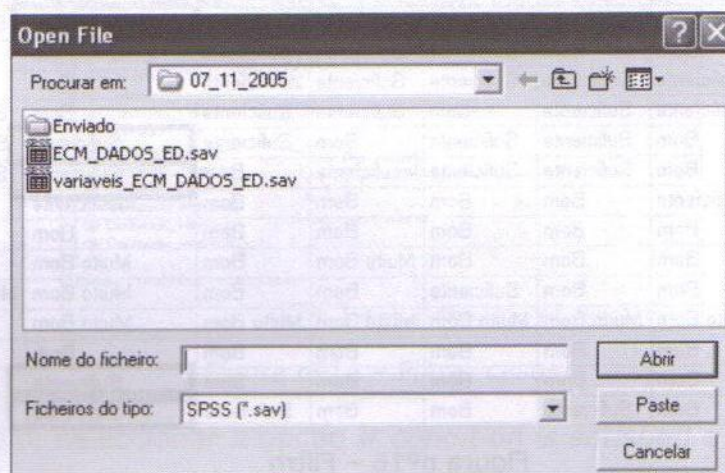 Open File
Procurar em: 07_11_2005
Enviado
ECM_DADOS_ED.sav
variaveis_ECM_DADOS_ED.sav
Nome do ficheiro:
Abrir
Ficheiros do tipo: SPSS (*.sav)
Paste
Cancelar